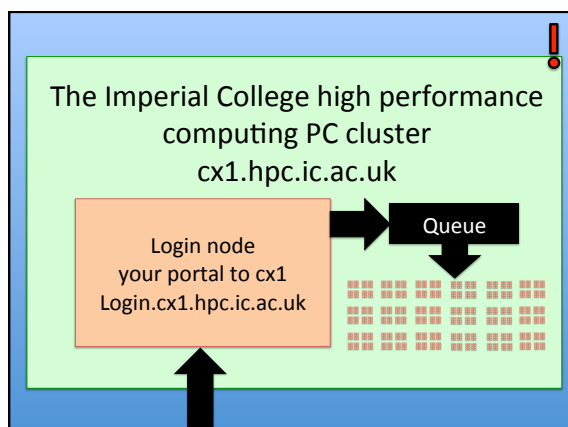 !
The Imperial College high performance
computing PC cluster
cx1.hpc.ic.ac.uk
Queue
Login node
your portal to cx1
Login.cx1.hpc.ic.ac.uk